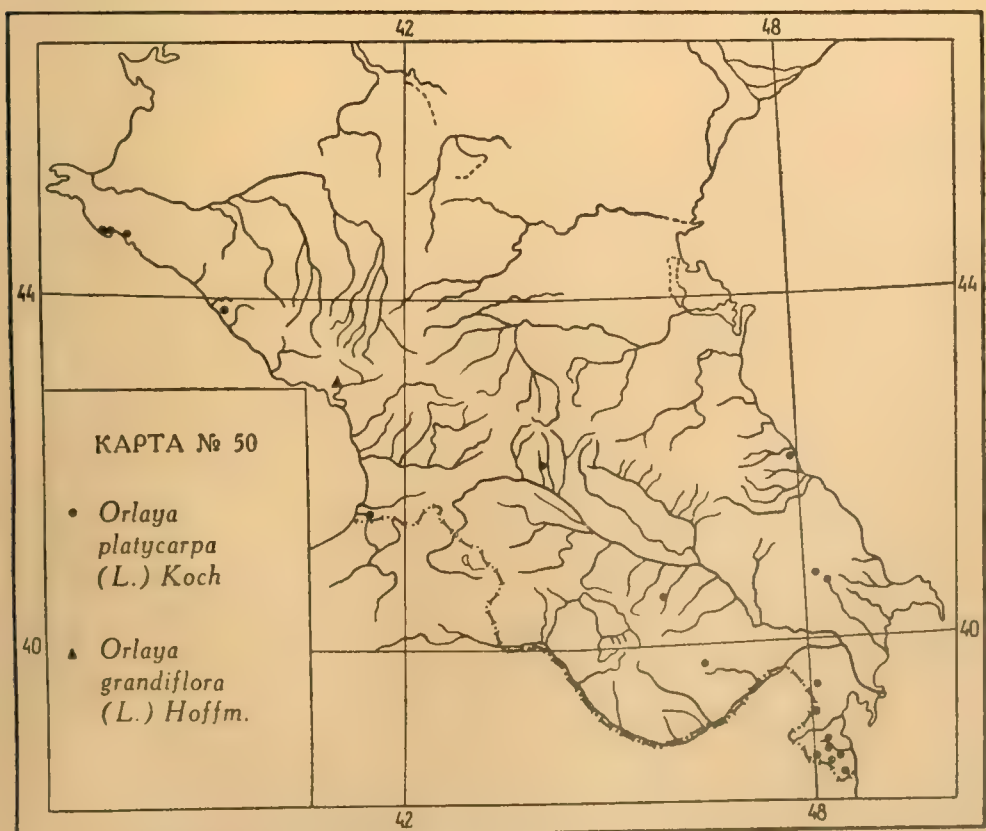 42
48
44
44
КАРТА № 50
Orlaya
platycarpa
(L.) Koch
40
40
Orlaya
grandiflora
(L.) Hoffm.
42
48